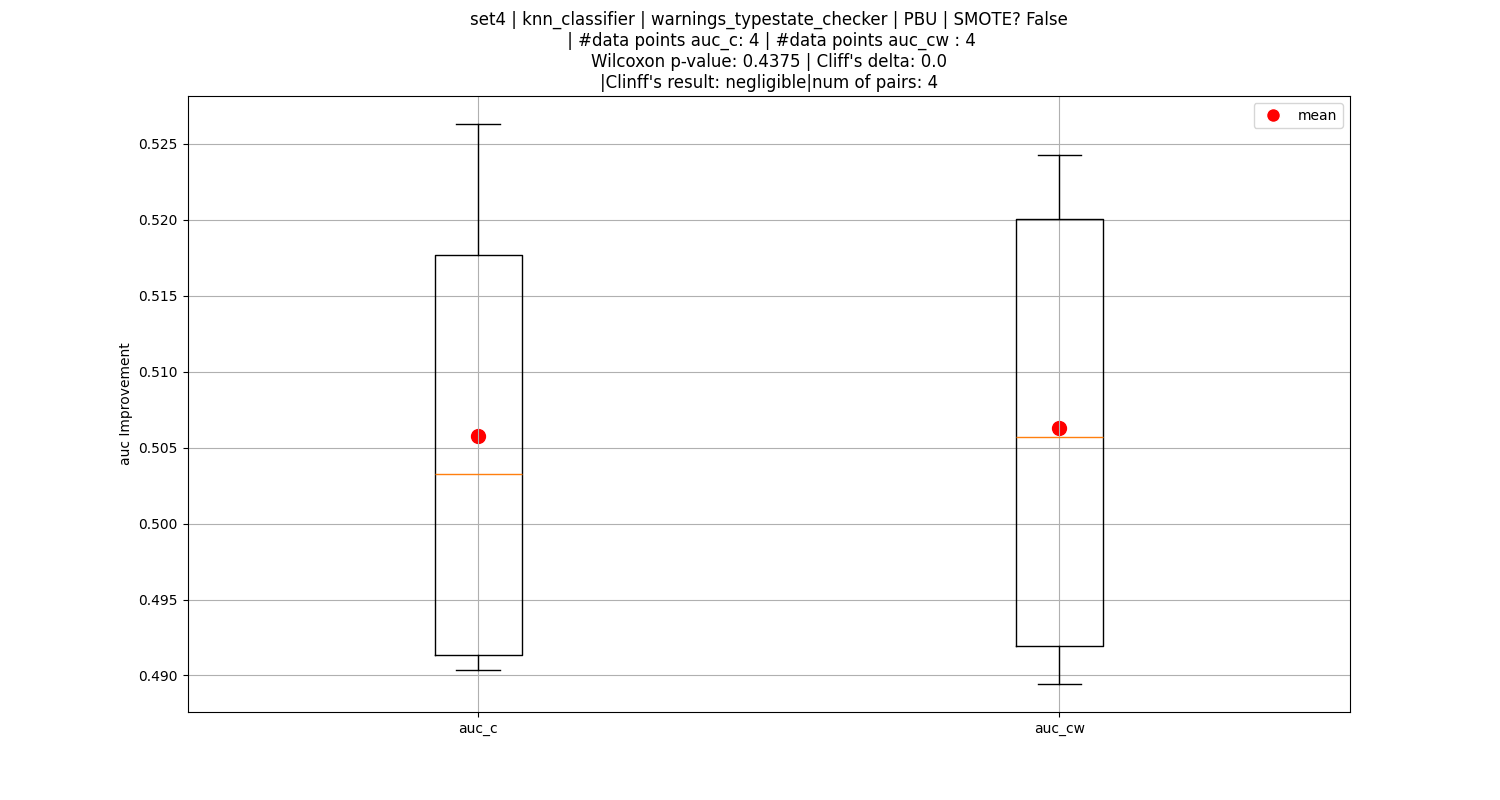 set4 | knn_classifier | warnings_typestate_checker | PBU | SMOTE? False
| #data points auc_c: 4 | #data points auc_cw : 4
Wilcoxon p-value: 0.4375 | Cliff's delta: 0.0
|Clinff's result: negligible|num of pairs: 4
mean
0.525
0.520
0.515
0.510
0.505
0.500
0.495
0.490
auc Improvement
auc_c
auc_cw